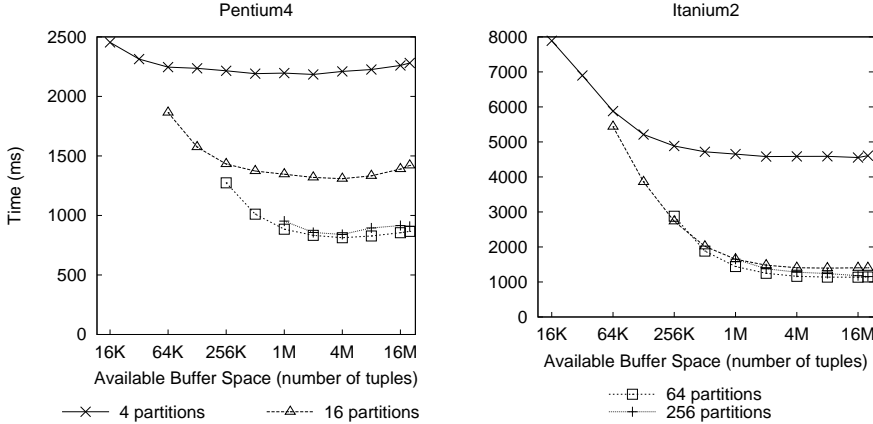 Pentium4
2500
2000
1500
1000
500
0
Time (ms)
16K 64K 256K 1M 4M 16M
Available Buffer Space (number of tuples)
4 partitions
16 partitions
Itanium2
8000
7000
6000
5000
4000
3000
2000
1000
0
16K 64K 256K 1M 4M 16M
Available Buffer Space (number of tuples)
64 partitions
256 partitions